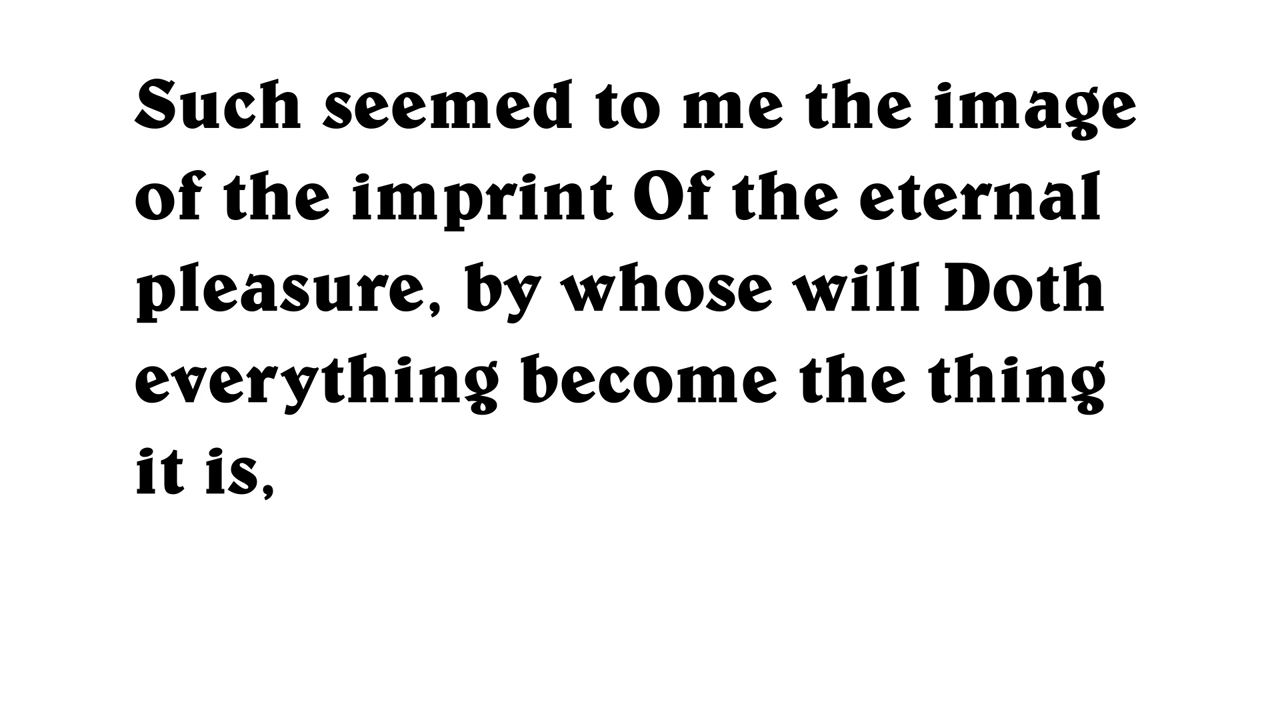 Such seemed to me the image
of the imprint Of the eternal
pleasure, by whose will Doth
everything become the thing
it is,